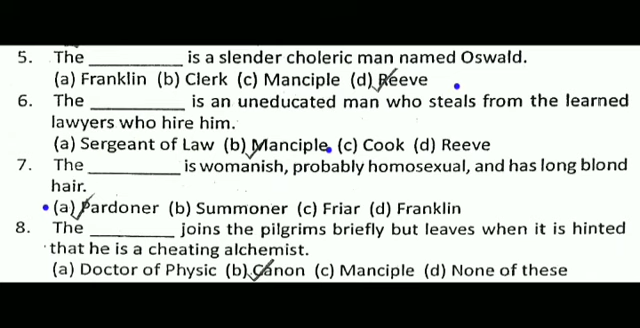 5. The __________ is a slender choleric man named Oswald.
(a) Franklin (b) Clerk (c) Manciple (d) Reeve
6. The __________ is an uneducated man who steals from the learned
lawyers who hire him.
(a) Sergeant of Law (b) Manciple (c) Cook (d) Reeve
7. The __________ is womanish, probably homosexual, and has long blond
hair.
(a) Pardoner (b) Summoner (c) Friar (d) Franklin
8. The __________ joins the pilgrims briefly but leaves when it is hinted
that he is a cheating alchemist.
(a) Doctor of Physic (b) Canon (c) Manciple (d) None of these